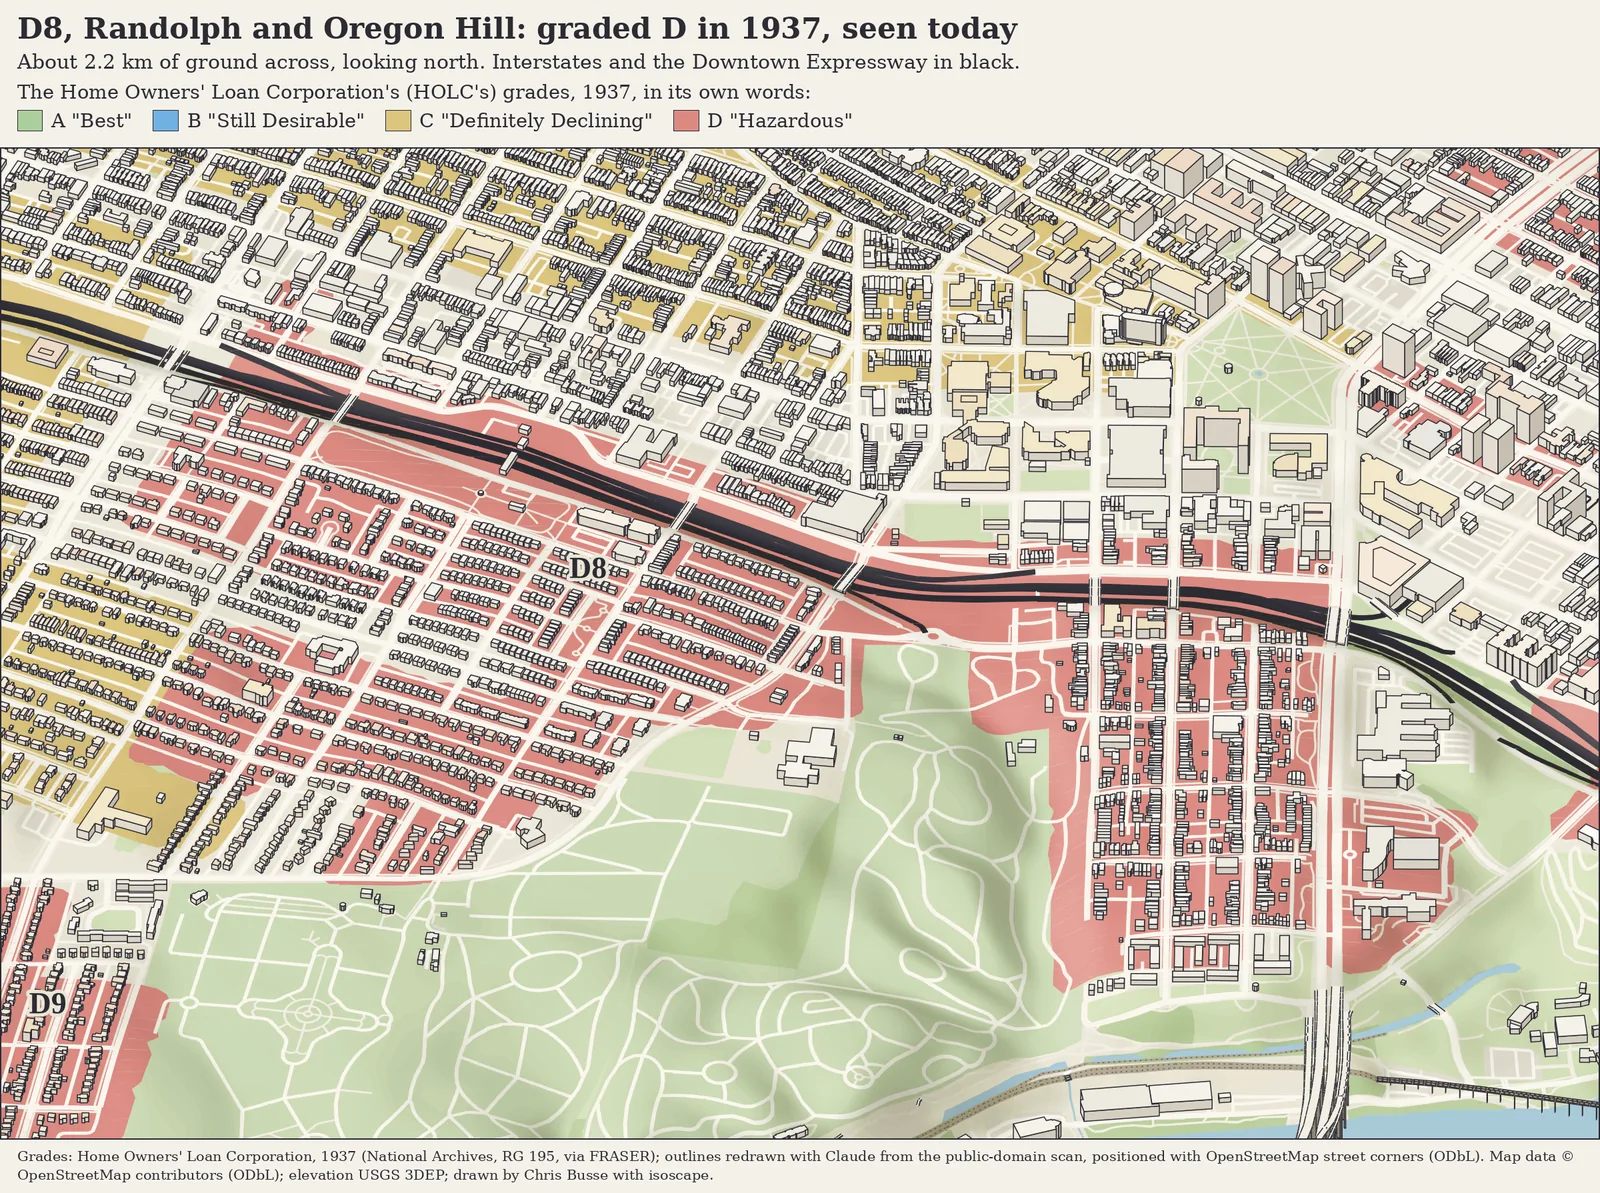 D8, Randolph and Oregon Hill: graded D in 1937, seen today
About 2.2 km of ground across, looking north. Interstates and the Downtown Expressway in black.
The Home Owners' Loan Corporation's (HOLC's) grades, 1937, in its own words:
A "Best" B "Still Desirable" C "Definitely Declining" D "Hazardous"
D8
D9
Grades: Home Owners' Loan Corporation, 1937 (National Archives, RG 195, via FRASER); outlines redrawn with Claude from the public-domain scan, positioned with OpenStreetMap street corners (ODbL). Map data ©
OpenStreetMap contributors (ODbL); elevation USGS 3DEP; drawn by Chris Busse with isoscape.